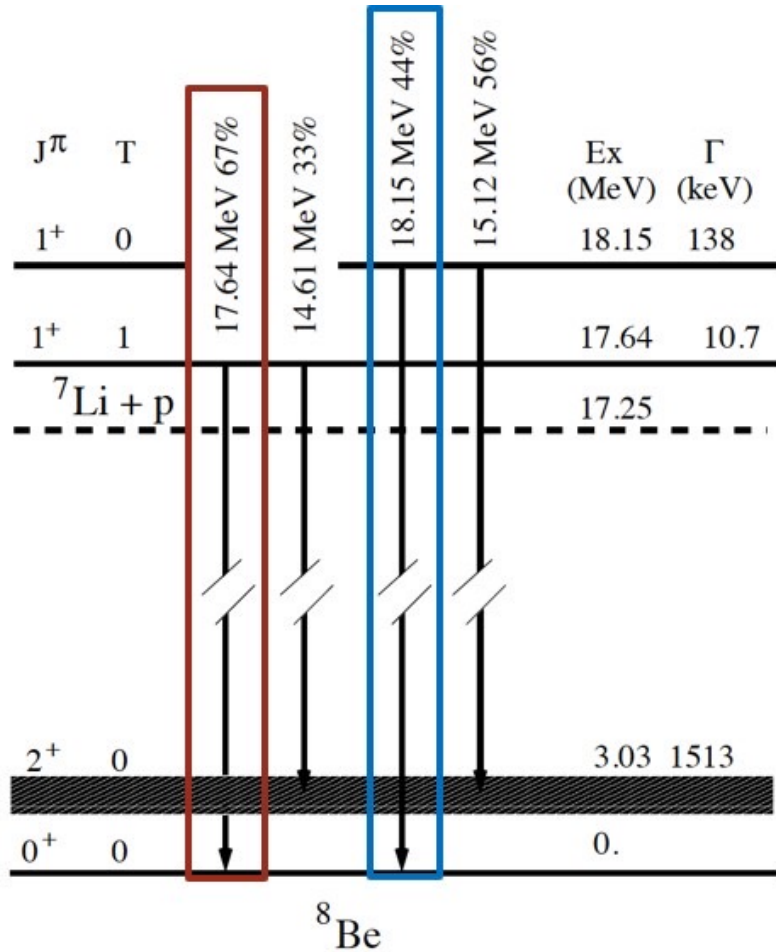 17.64 MeV 67%
14.61 MeV 33%
18.15 MeV 44%
15.12 MeV 56%
J^π T Ex Γ
(MeV) (keV)
1⁺ 0 18.15 138
1⁺ 1 17.64 10.7
⁷Li + p 17.25
2⁺ 0 3.03 1513
0⁺ 0 0.
⁸Be